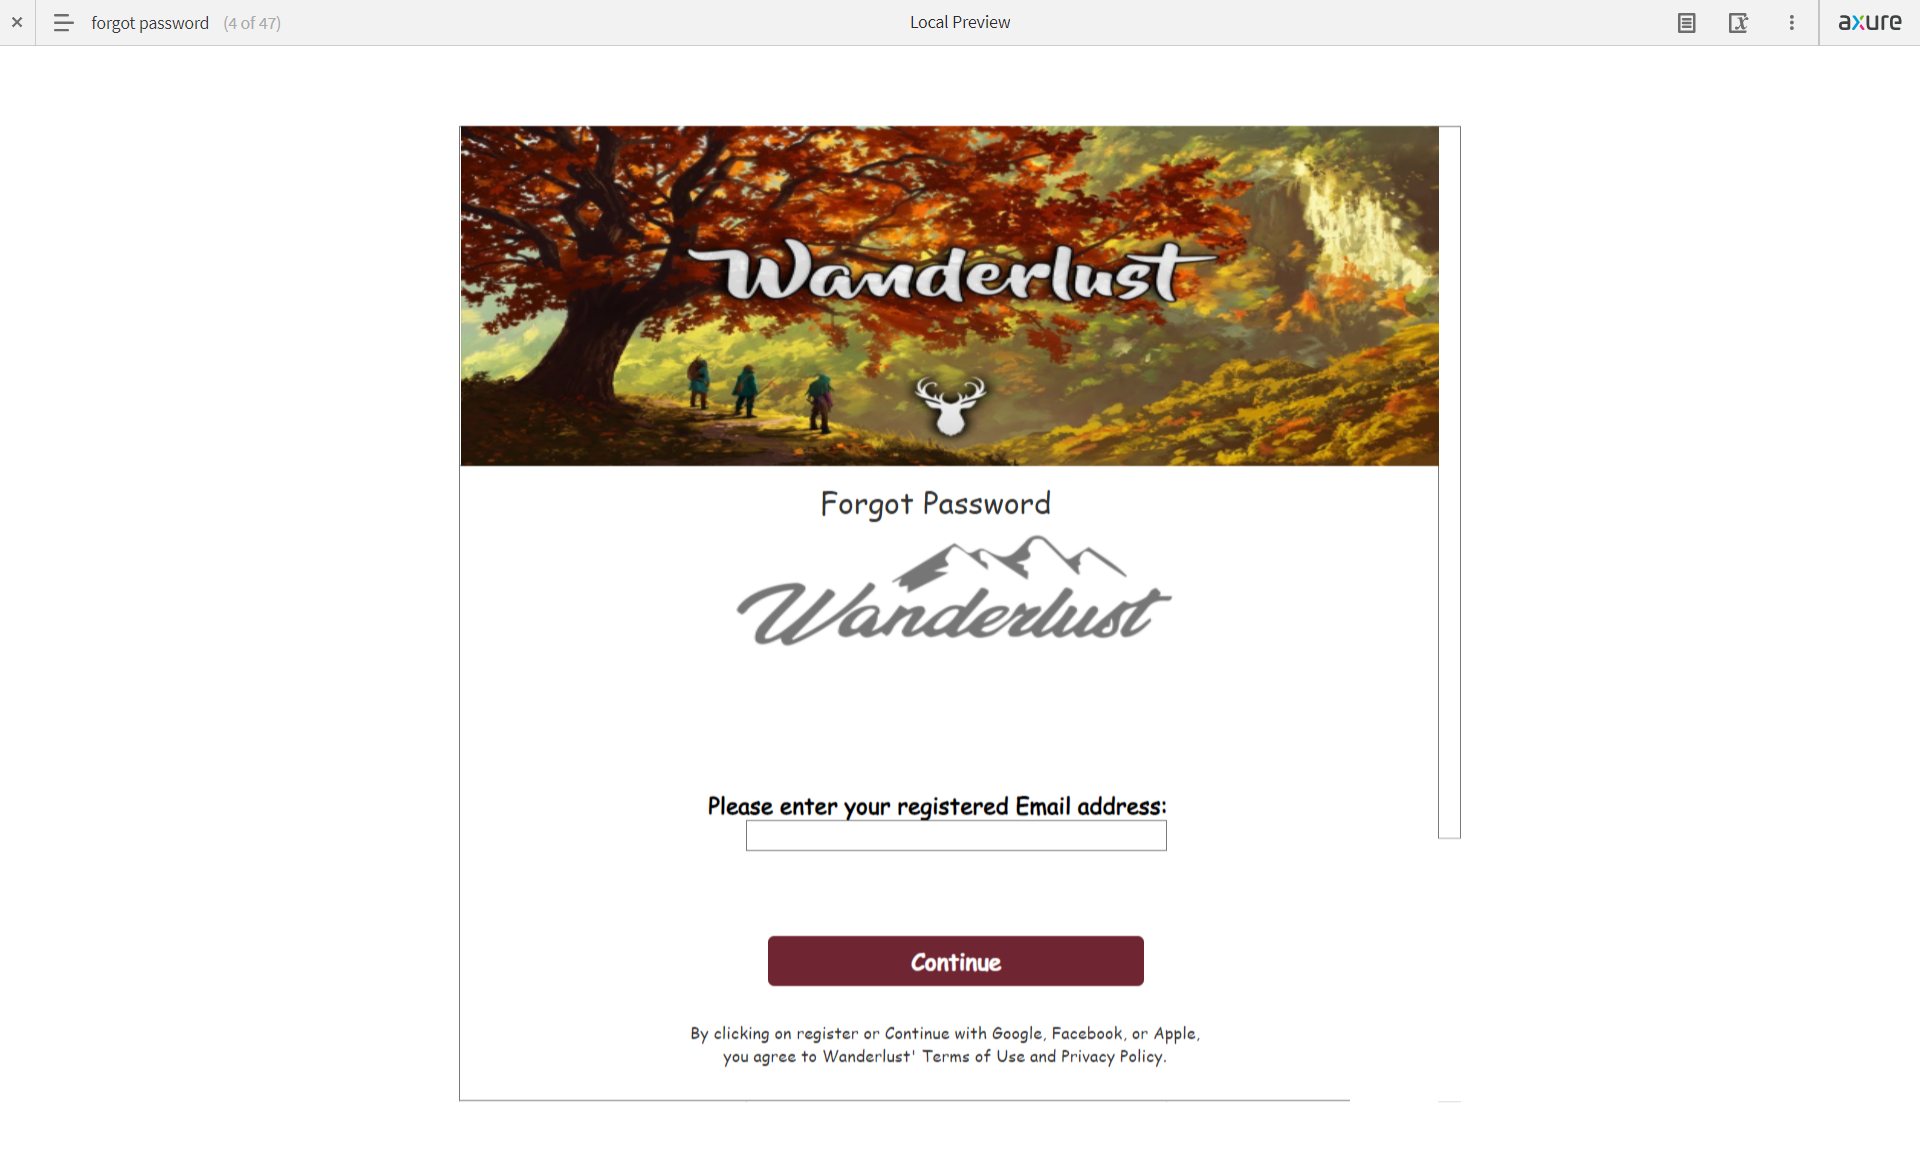 forgot password (4 of 47)
Local Preview
axure
Wanderlust
Forgot Password
Wanderlust
Please enter your registered Email address:
Continue
By clicking on register or Continue with Google, Facebook, or Apple,
you agree to Wanderlust' Terms of Use and Privacy Policy.